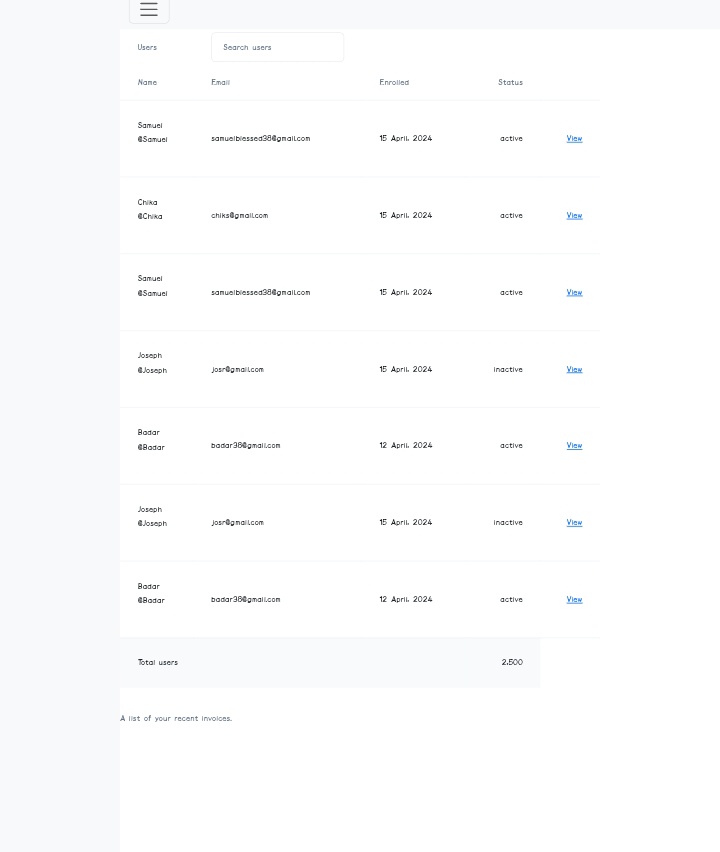 Users Search users
Name Email Enrolled Status
Samuel
@Samuel samuelblessed38@gmail.com 15 April, 2024 active View
Chika
@Chika chiks@gmail.com 15 April, 2024 active View
Samuel
@Samuel samuelblessed38@gmail.com 15 April, 2024 active View
Joseph
@Joseph josr@gmail.com 15 April, 2024 inactive View
Badar
@Badar badar38@gmail.com 12 April, 2024 active View
Joseph
@Joseph josr@gmail.com 15 April, 2024 inactive View
Badar
@Badar badar38@gmail.com 12 April, 2024 active View
Total users 2,500
A list of your recent invoices.